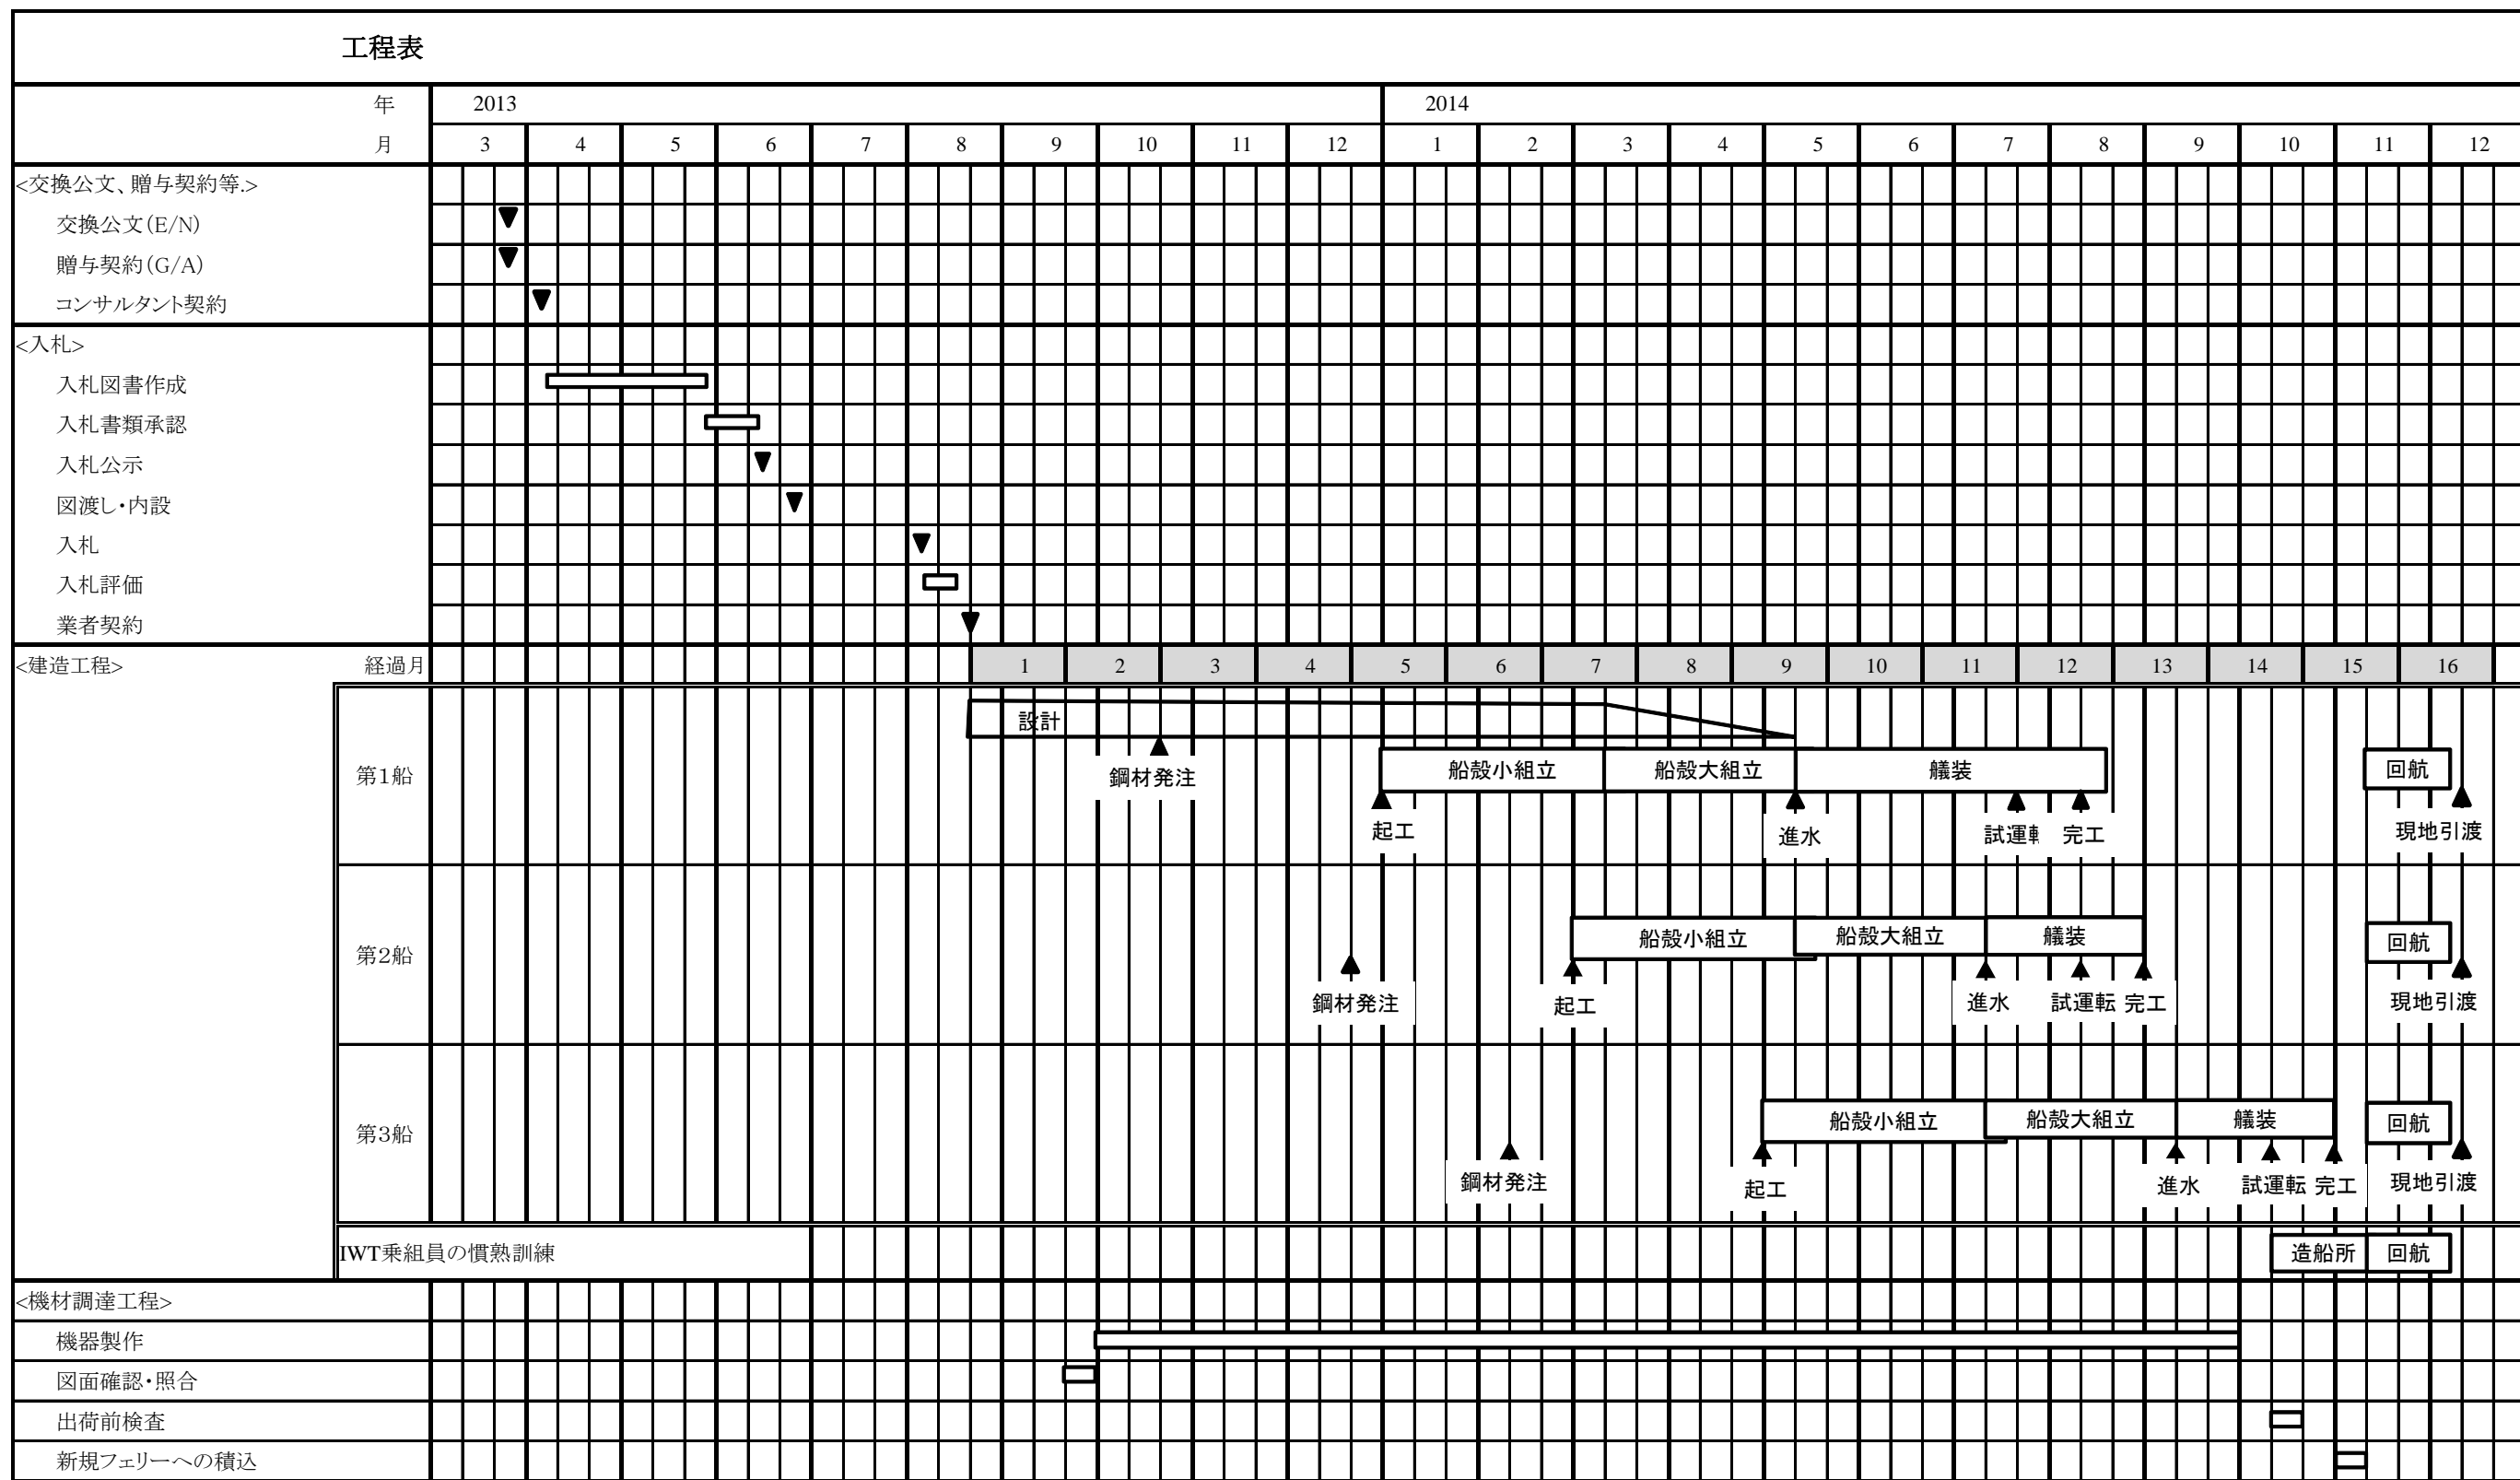 工程表
年 2013 2014
月 3 4 5 6 7 8 9 10 11 12 1 2 3 4 5 6 7 8 9 10 11 12
<交換公文、贈与契約等.>
交換公文(E/N)
贈与契約(G/A)
コンサルタント契約
<入札>
入札図書作成
入札書類承認
入札公示
図渡し・内説
入札
入札評価
業者契約
<建造工程> 経過月 1 2 3 4 5 6 7 8 9 10 11 12 13 14 15 16
設計
第1船 鋼材発注 船殻小組立 船殻大組立 艤装 回航
起工 進水 試運転 完工 現地引渡
第2船 船殻小組立 船殻大組立 艤装 回航
鋼材発注 起工 進水 試運転 完工 現地引渡
第3船 船殻小組立 船殻大組立 艤装 回航
鋼材発注 起工 進水 試運転 完工 現地引渡
IWT乗組員の慣熟訓練 造船所 回航
<機材調達工程>
機器製作
図面確認・照合
出荷前検査
新規フェリーへの積込